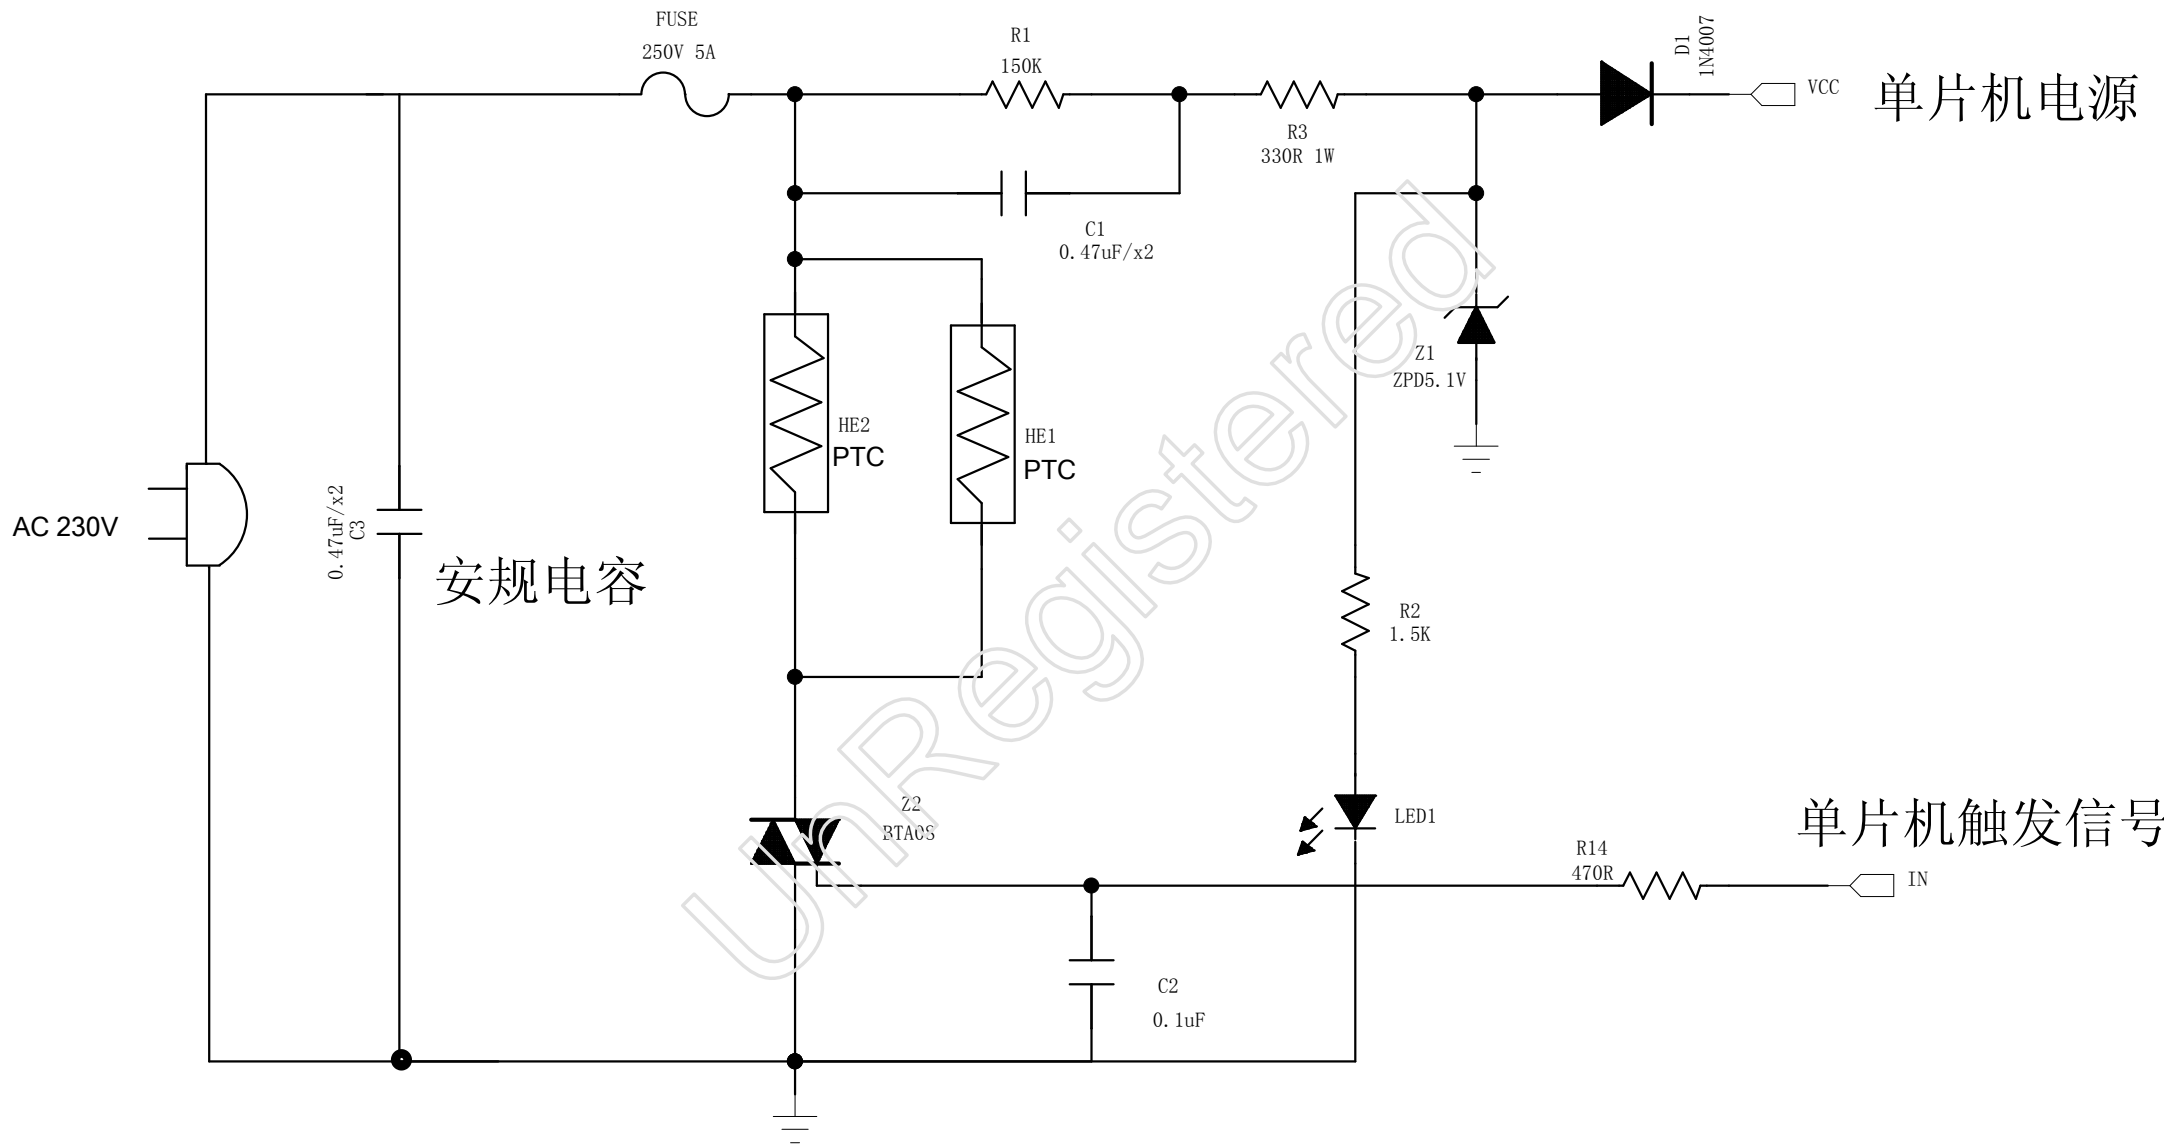 FUSE
250V 5A
R1
150K
D1
1N4007
VCC
单片机电源
R3
330R 1W
C1
0.47uF/x2
Z1
ZPD5.1V
HE2
PTC
HE1
PTC
AC 230V
0.47uF/x2
C3
安规电容
R2
1.5K
Z2
LED1
单片机触发信号
R14
470R
IN
C2
0.1uF
UnRegistered